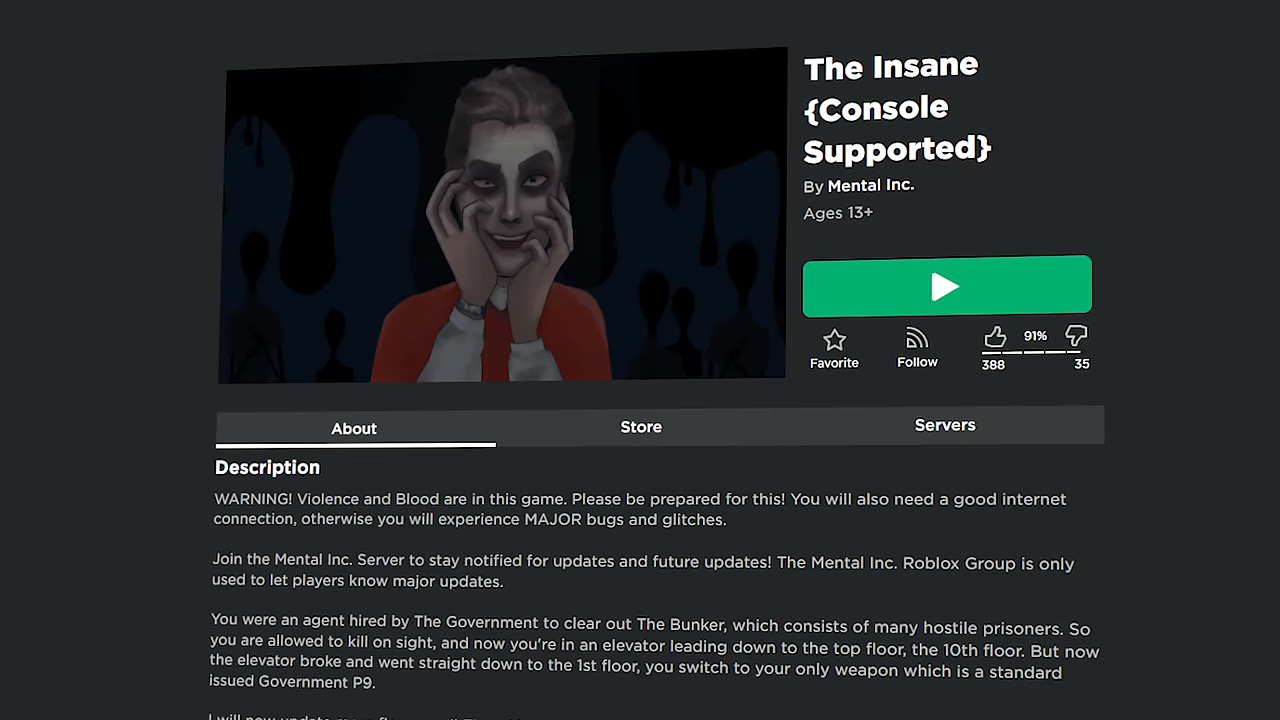 The Insane
{Console
Supported}
By Mental Inc.
Ages 13+
Favorite
Follow
91%
388
35
About
Store
Servers
Description
WARNING! Violence and Blood are in this game. Please be prepared for this! You will also need a good internet
connection, otherwise you will experience MAJOR bugs and glitches.
Join the Mental Inc. Server to stay notified for updates and future updates! The Mental Inc. Roblox Group is only
used to let players know major updates.
You were an agent hired by The Government to clear out The Bunker, which consists of many hostile prisoners. So
you are allowed to kill on sight, and now you're in an elevator leading down to the top floor, the 10th floor. But now
the elevator broke and went straight down to the 1st floor, you switch to your only weapon which is a standard
issued Government P9.
I will now update